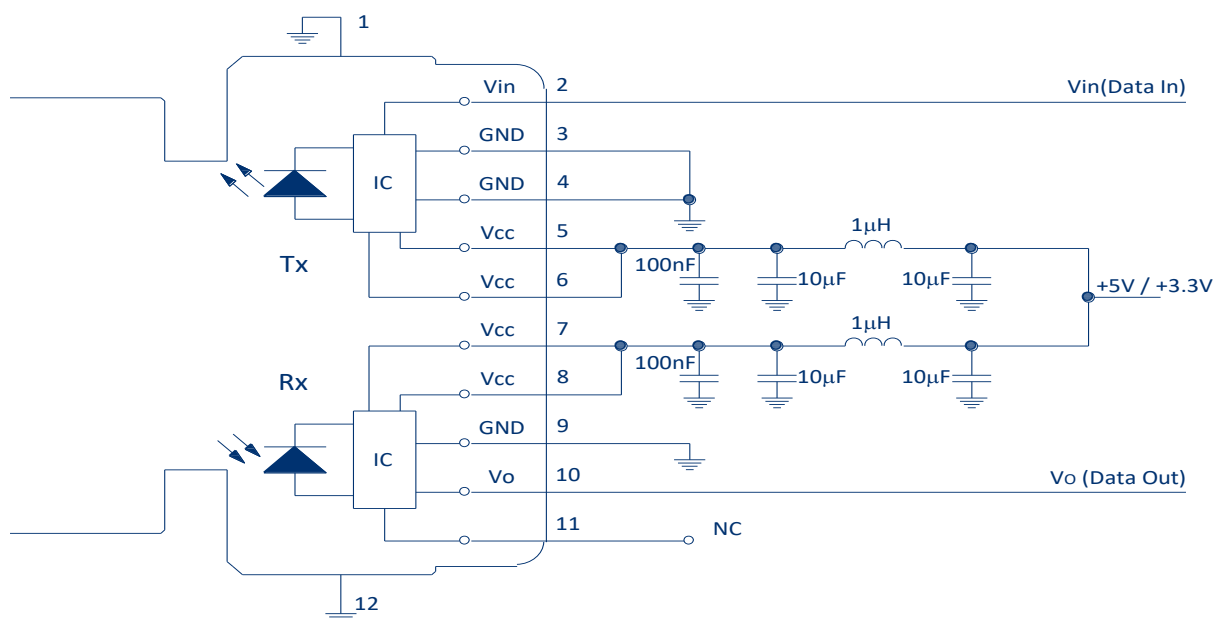 1
Vin 2 Vin(Data In)
GND 3
GND 4
IC
Vcc 5 1μH
Tx 100nF 10μF 10μF
Vcc 6 +5V / +3.3V
Vcc 7 1μH
Rx 100nF 10μF 10μF
Vcc 8
GND 9
IC
Vo 10 Vo (Data Out)
11 NC
12